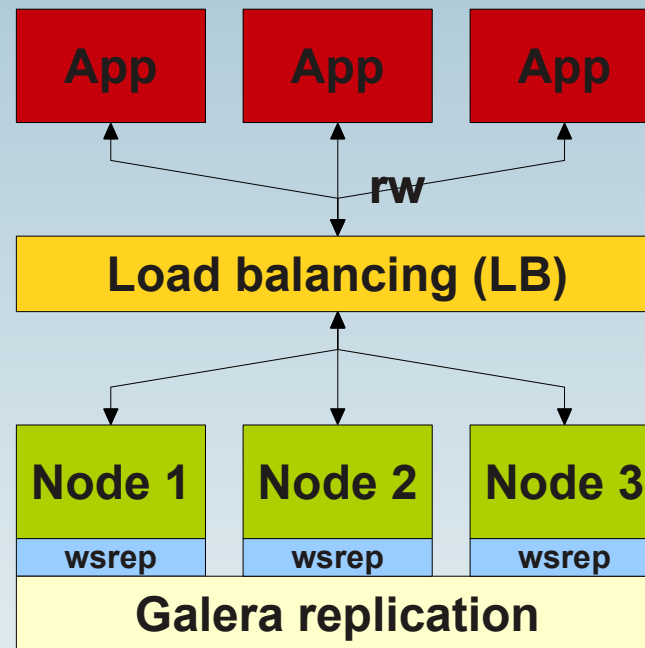 App App App
rw
Load balancing (LB)
Node 1 Node 2 Node 3
wsrep wsrep wsrep
Galera replication